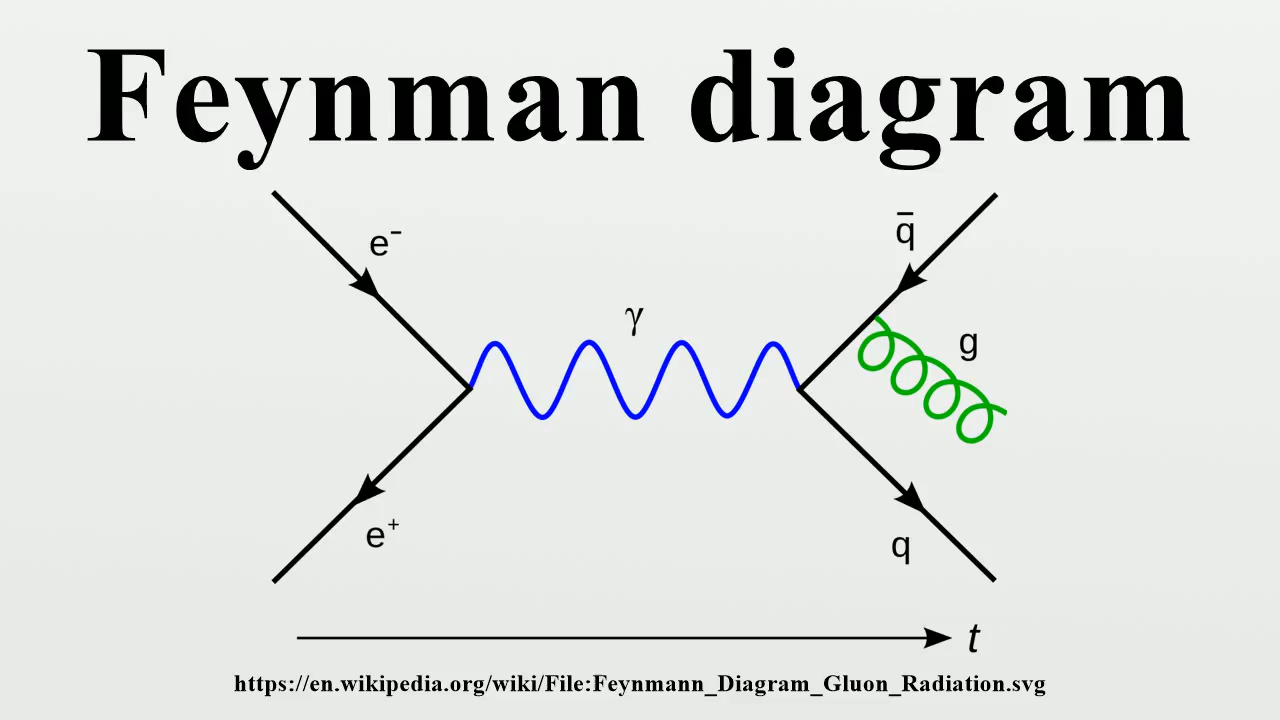 Feynman diagram
e⁻
q̄
γ
g
e⁺
q
t
https://en.wikipedia.org/wiki/File:Feynmann_Diagram_Gluon_Radiation.svg